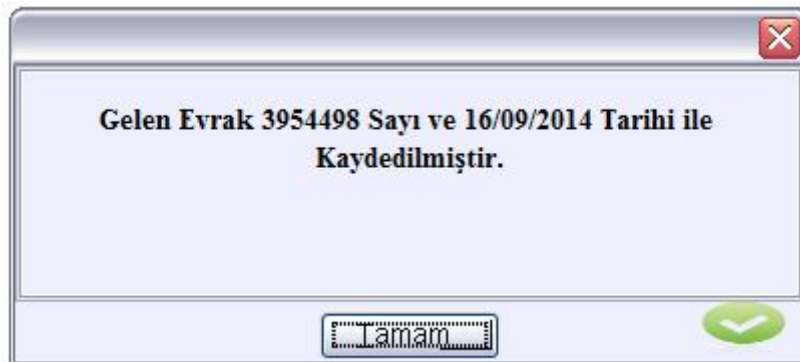 Gelen Evrak 3954498 Sayı ve 16/09/2014 Tarihi ile
Kaydedilmiştir.
Tamam